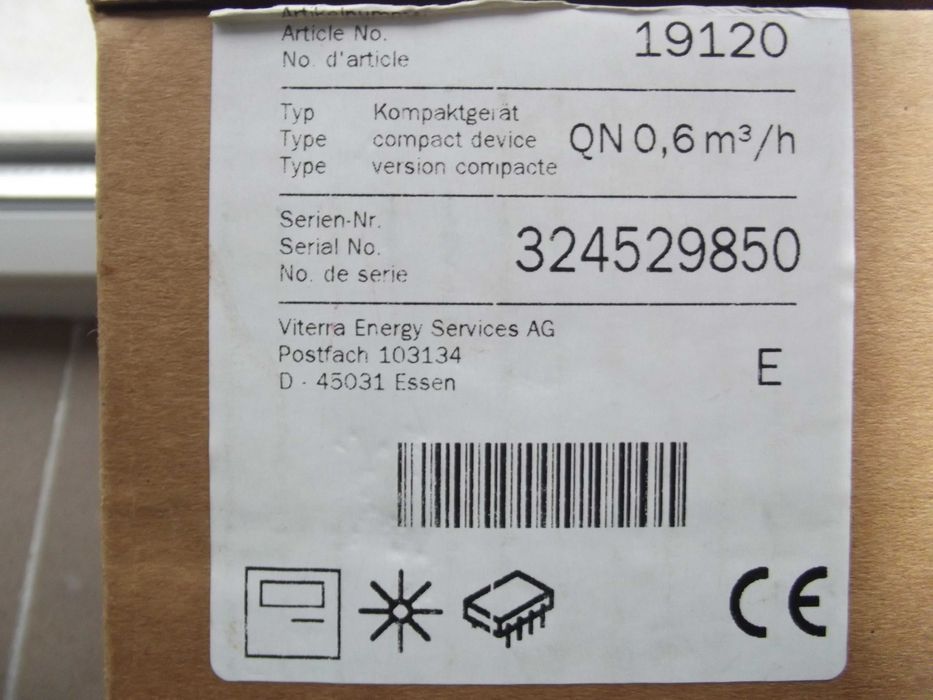 Artikelnummer
Article No. 19120
No. d'article
Typ Kompaktgerät
Type compact device QN 0,6 m³/h
Type version compacte
Serien-Nr.
Serial No. 324529850
No. de serie
Viterra Energy Services AG
Postfach 103134
D - 45031 Essen
E
CE